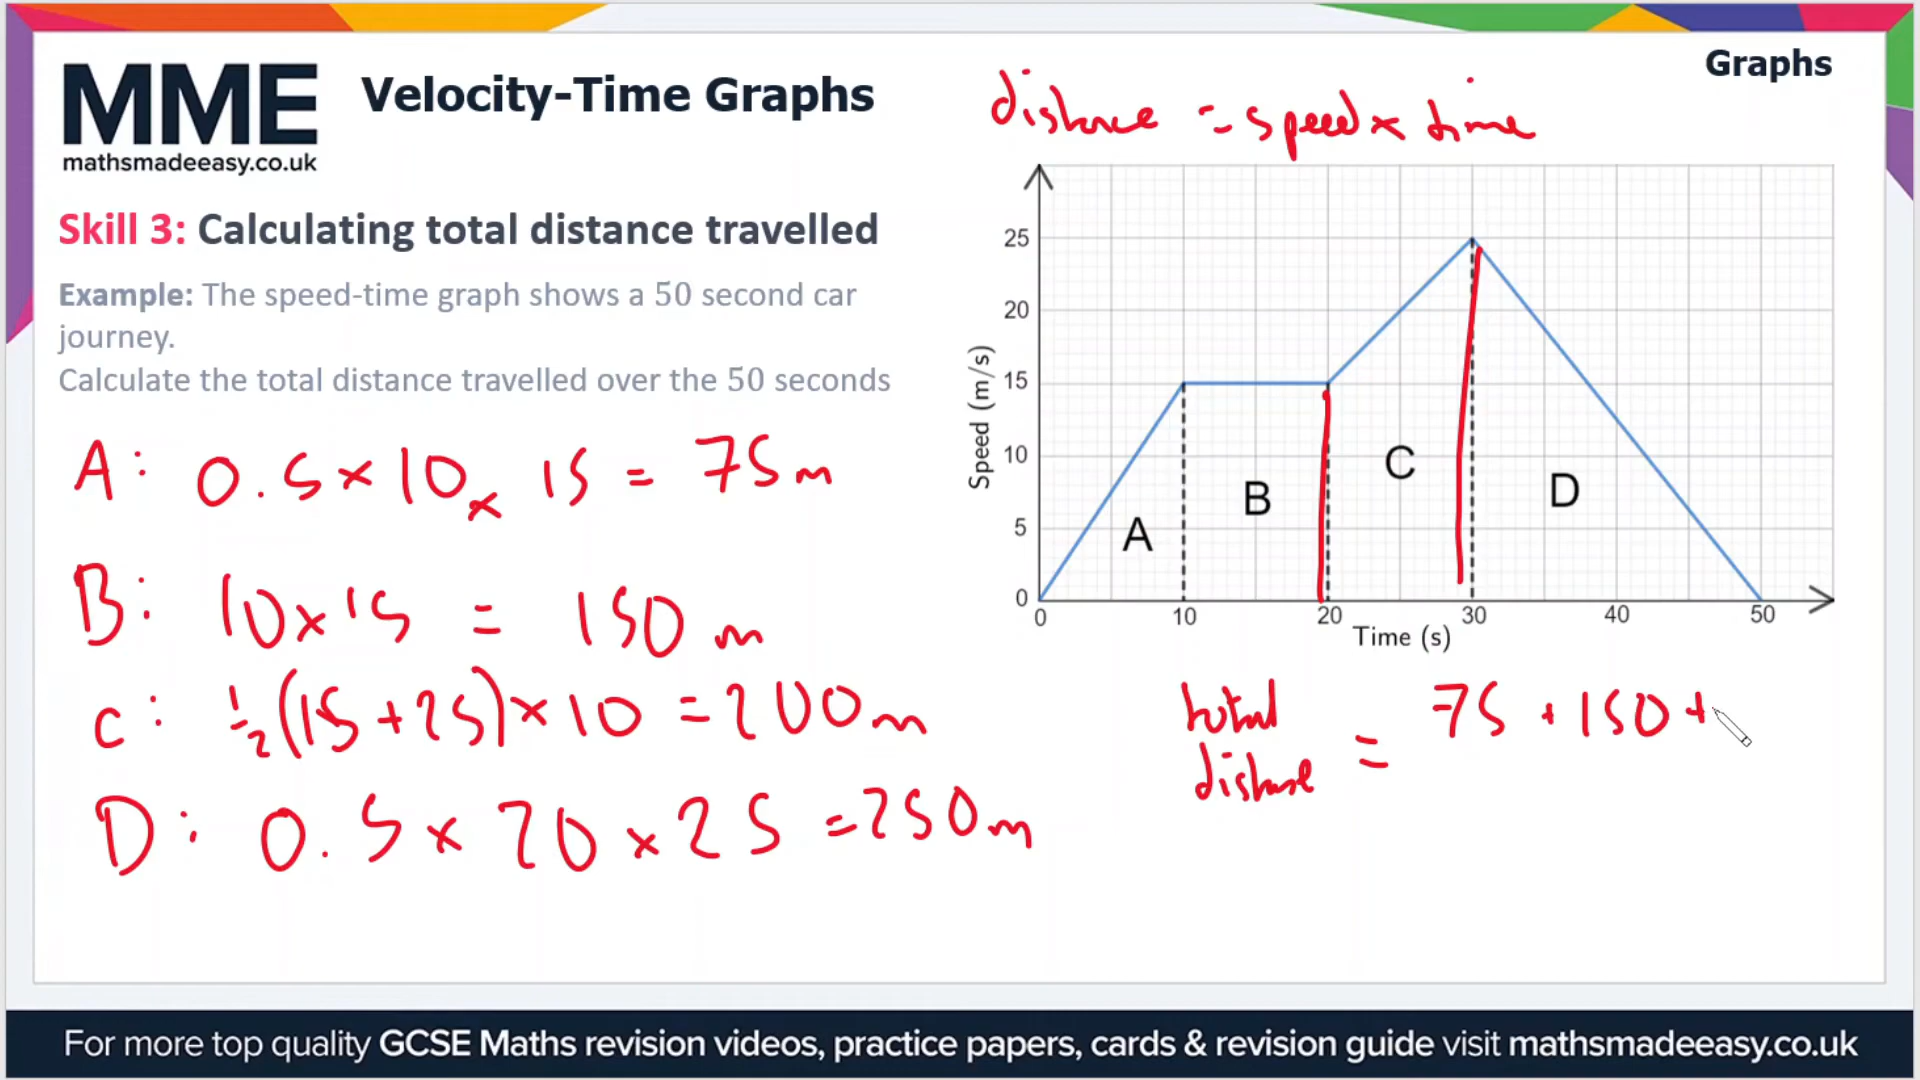 MME
mathsmadeeasy.co.uk
Velocity-Time Graphs
Graphs
Skill 3: Calculating total distance travelled
Example: The speed-time graph shows a 50 second car
journey.
Calculate the total distance travelled over the 50 seconds
A: 0.5 × 10 × 15 = 75m
B: 10 × 15 = 150 m
C: ½(15+25) × 10 = 200m
D: 0.5 × 20 × 25 = 250m
distance = speed × time
Speed (m/s)
25
20
15
10
5
0
A
B
C
D
0 10 20 30 40 50
Time (s)
total
distance = 75 + 150 +
For more top quality GCSE Maths revision videos, practice papers, cards & revision guide visit mathsmadeeasy.co.uk